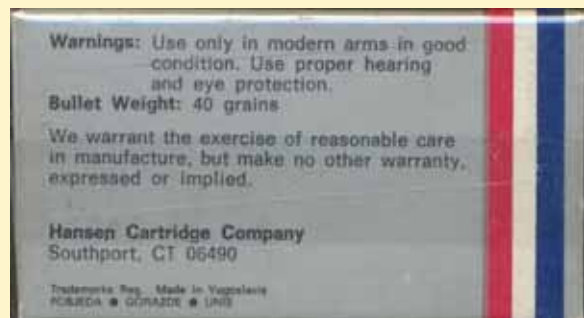 Warnings: Use only in modern arms in good
condition. Use proper hearing
and eye protection.
Bullet Weight: 40 grains
We warrant the exercise of reasonable care
in manufacture, but make no other warranty,
expressed or implied.
Hansen Cartridge Company
Southport, CT 06490
Trademarks Reg. Made in Yugoslavia
POBJEDA ● GORAZDE ● UNIS